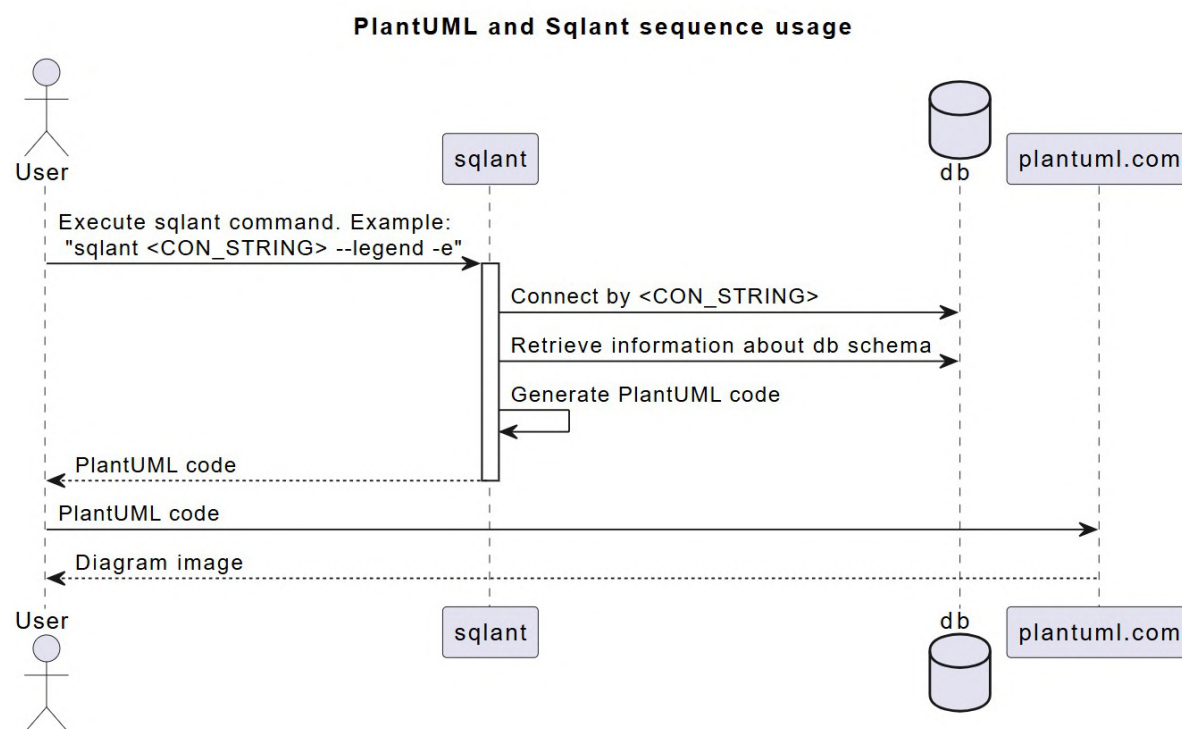 PlantUML and Sqlant sequence usage
User
sqlant
db
plantuml.com
Execute sqlant command. Example:
"sqlant <CON_STRING> --legend -e"
Connect by <CON_STRING>
Retrieve information about db schema
Generate PlantUML code
PlantUML code
PlantUML code
Diagram image
User
sqlant
db
plantuml.com